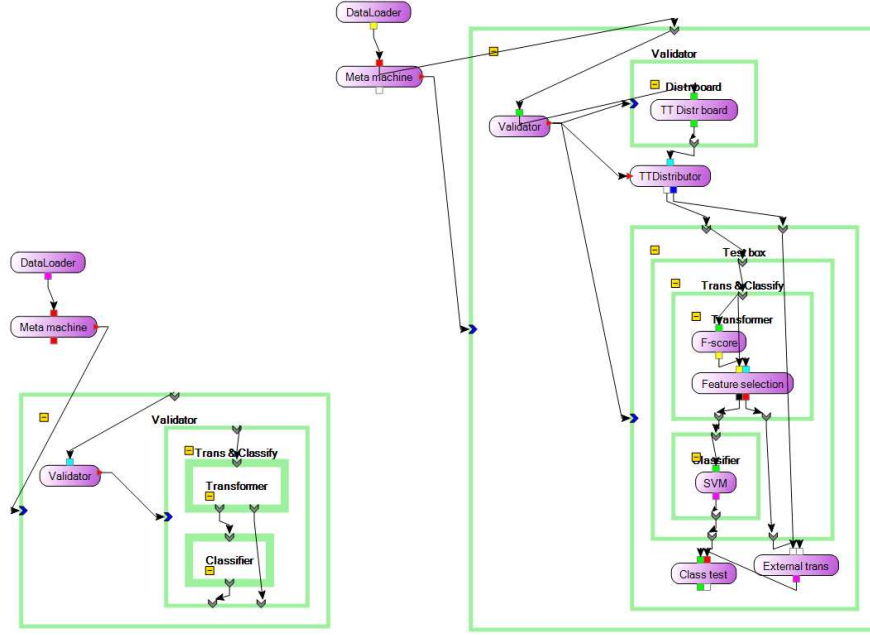 DataLoader
Meta machine
Validator
Validator
Trans & Classify
Transformer
Classifier
DataLoader
Meta machine
Validator
Validator
Distrboard
TT Distr board
TTDistributor
Test box
Trans & Classify
Transformer
F-score
Feature selection
Classifier
SVM
Class test
External trans